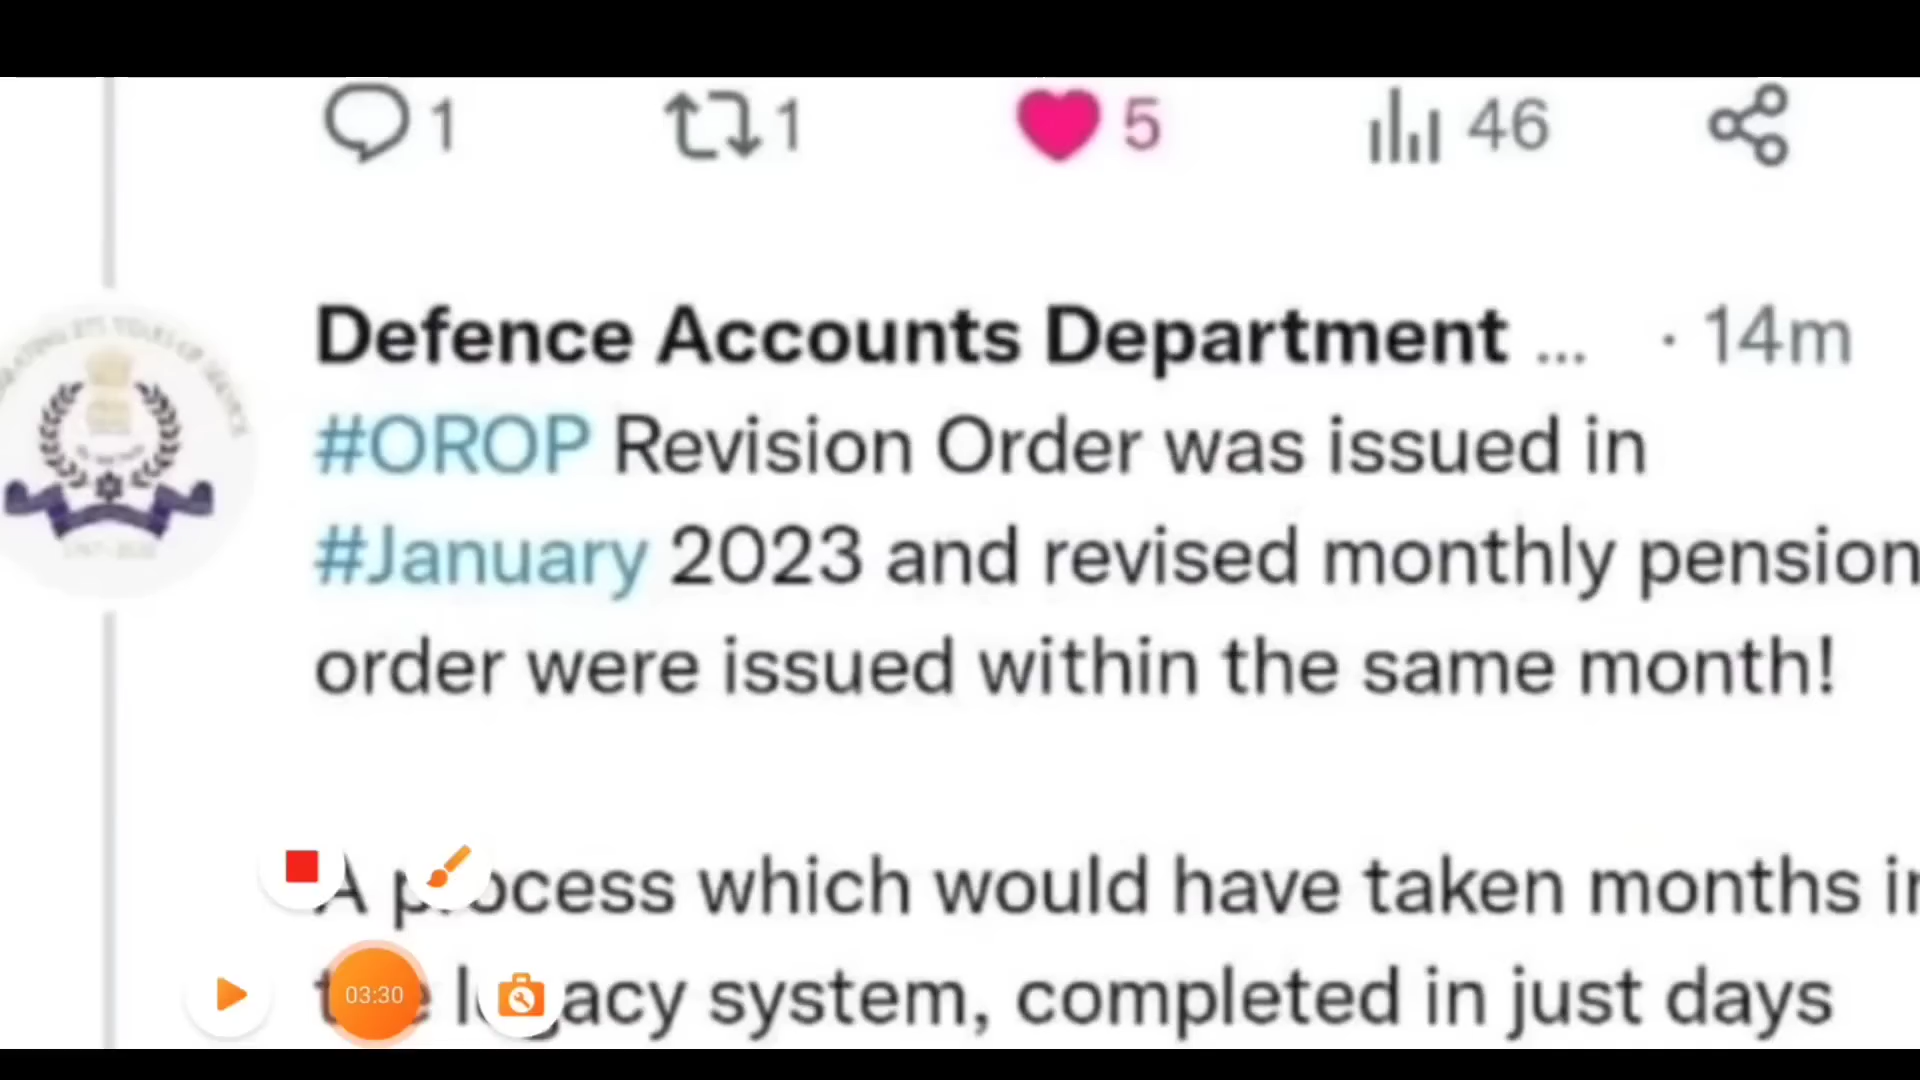 1 1 5 46
Defence Accounts Department ... · 14m
#OROP Revision Order was issued in
#January 2023 and revised monthly pension
order were issued within the same month!
A process which would have taken months
legacy system, completed in just days
03:30